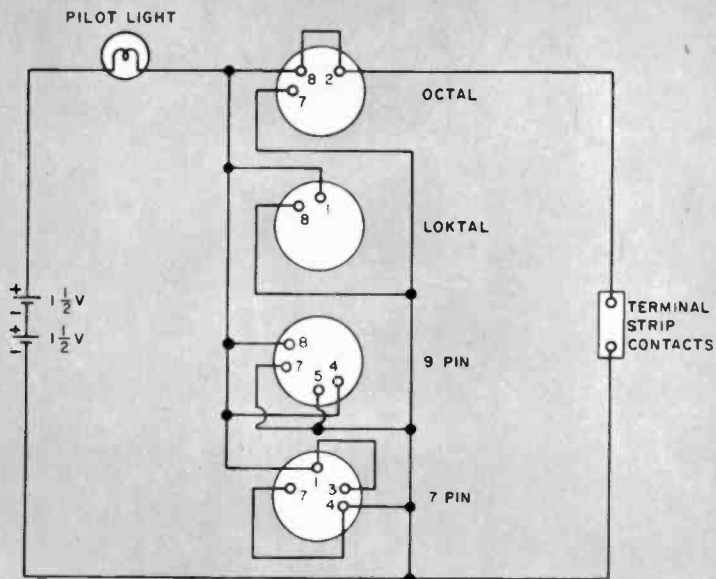 PILOT LIGHT
8 2
7
OCTAL
1
8
LOKTAL
+
- 1 1/2 V
+
- 1 1/2 V
TERMINAL
STRIP
CONTACTS
8
7
5 4
9 PIN
1
7 3
4
7 PIN